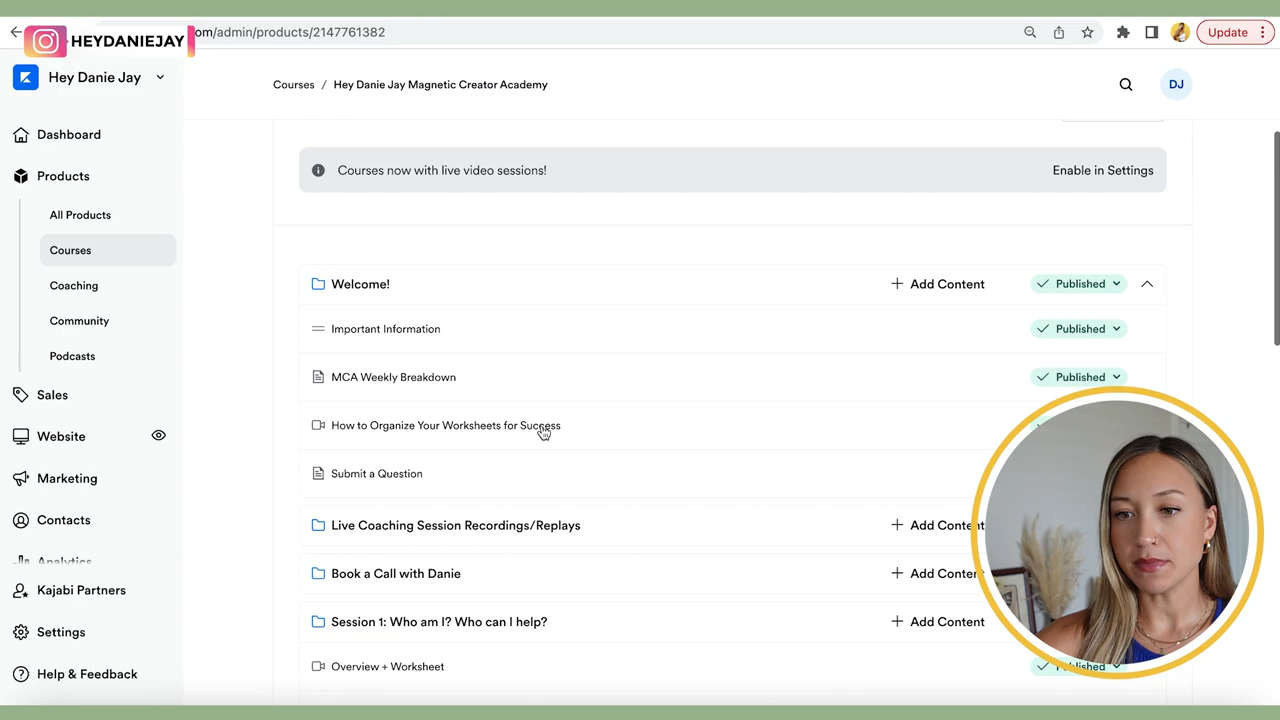 om/admin/products/2147761382
Update
HEYDANIEJAY
Hey Danie Jay
Courses / Hey Danie Jay Magnetic Creator Academy
DJ
Dashboard
Products
All Products
Courses
Coaching
Community
Podcasts
Sales
Website
Marketing
Contacts
Analytics
Kajabi Partners
Settings
Help & Feedback
Courses now with live video sessions!
Enable in Settings
Welcome!
+ Add Content
Published
Important Information
Published
MCA Weekly Breakdown
Published
How to Organize Your Worksheets for Success
Submit a Question
Live Coaching Session Recordings/Replays
+ Add Content
Book a Call with Danie
+ Add Conten
Session 1: Who am I? Who can I help?
+ Add Content
Overview + Worksheet
Published